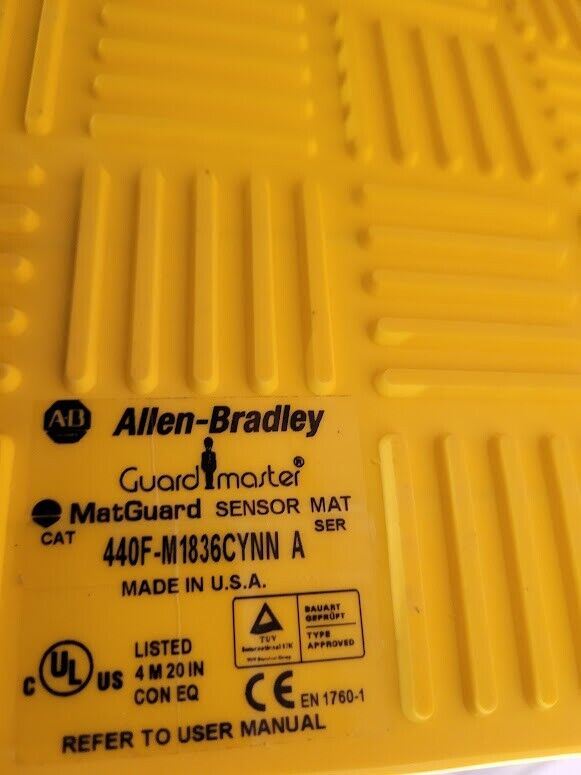 AB Allen-Bradley
Guardmaster®
MatGuard SENSOR MAT
CAT SER
440F-M1836CYNN A
MADE IN U.S.A.
C UL US LISTED
4 M 20 IN
CON EQ
TUV
BAUART
GEPRÜFT
TYPE
APPROVED
CE EN 1760-1
REFER TO USER MANUAL